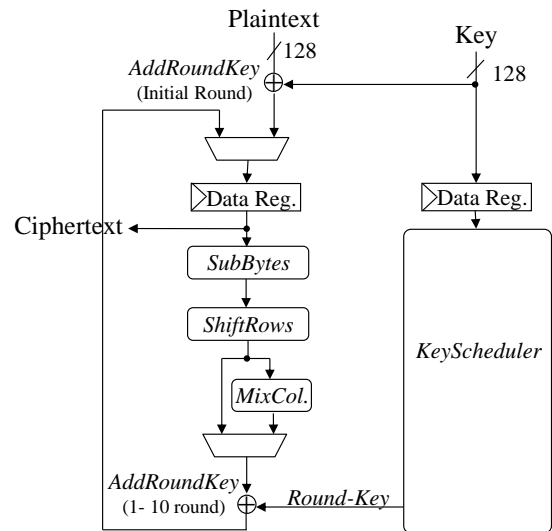 Plaintext
128
Key
128
AddRoundKey
(Initial Round)
Data Reg.
Data Reg.
Ciphertext
SubBytes
ShiftRows
KeyScheduler
MixCol.
AddRoundKey
(1- 10 round)
Round-Key